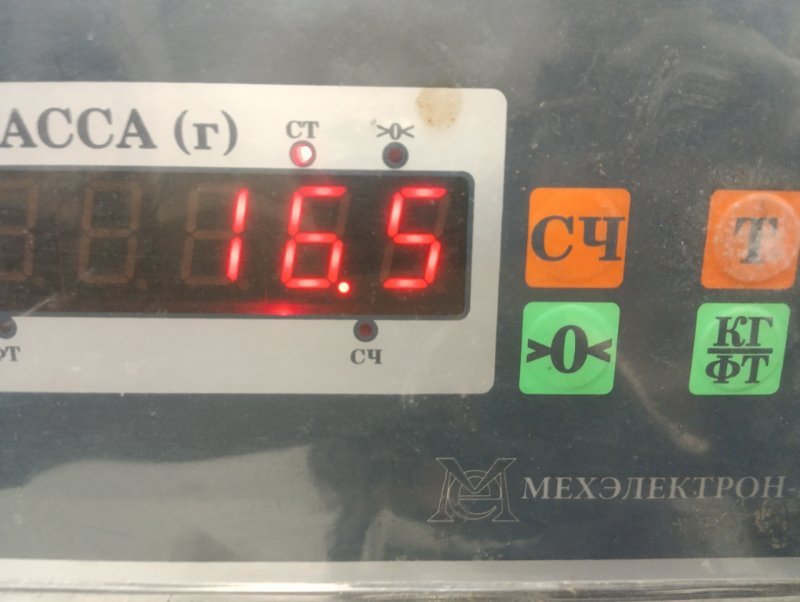 АССА (г)
СТ
>0<
16.5
ФТ
СЧ
СЧ
Т
>0<
КГ
ФТ
МЕХЭЛЕКТРОН-